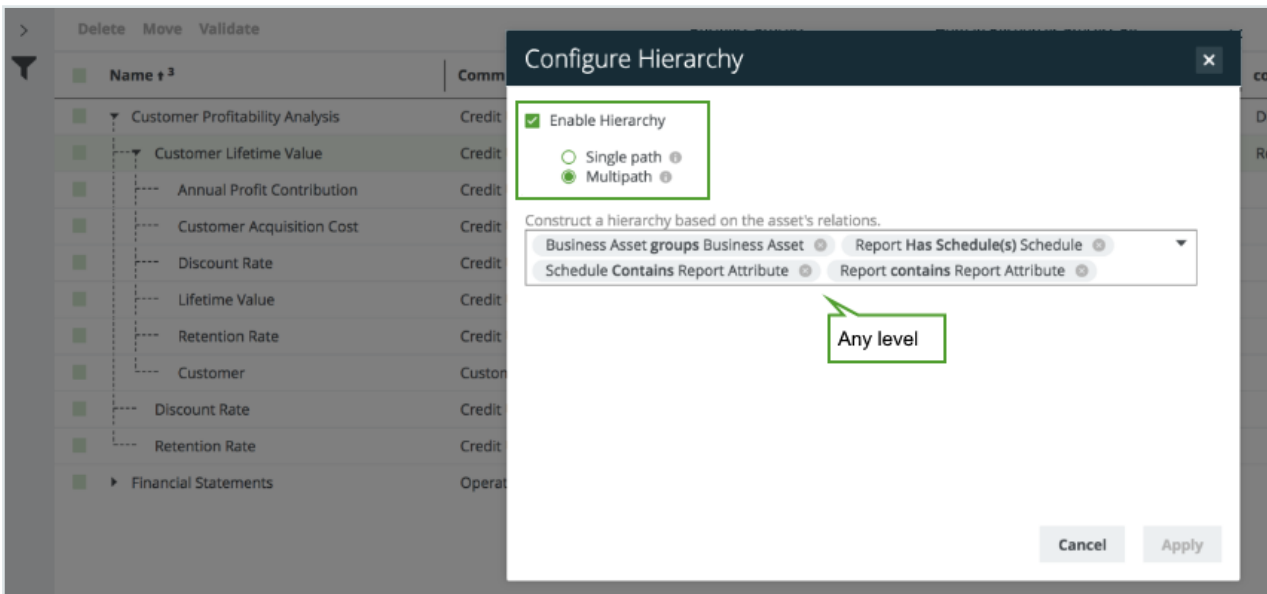 Delete Move Validate
Name 3
Comm
co
Configure Hierarchy
Enable Hierarchy
Single path
Multipath
Construct a hierarchy based on the asset's relations.
Business Asset groups Business Asset
Report Has Schedule(s) Schedule
Schedule Contains Report Attribute
Report contains Report Attribute
Any level
Cancel
Apply
Customer Profitability Analysis
Credit
D
Customer Lifetime Value
Credit
Re
Annual Profit Contribution
Credit
Customer Acquisition Cost
Credit
Discount Rate
Credit
Lifetime Value
Credit
Retention Rate
Credit
Customer
Custon
Discount Rate
Credit
Retention Rate
Credit
Financial Statements
Operat